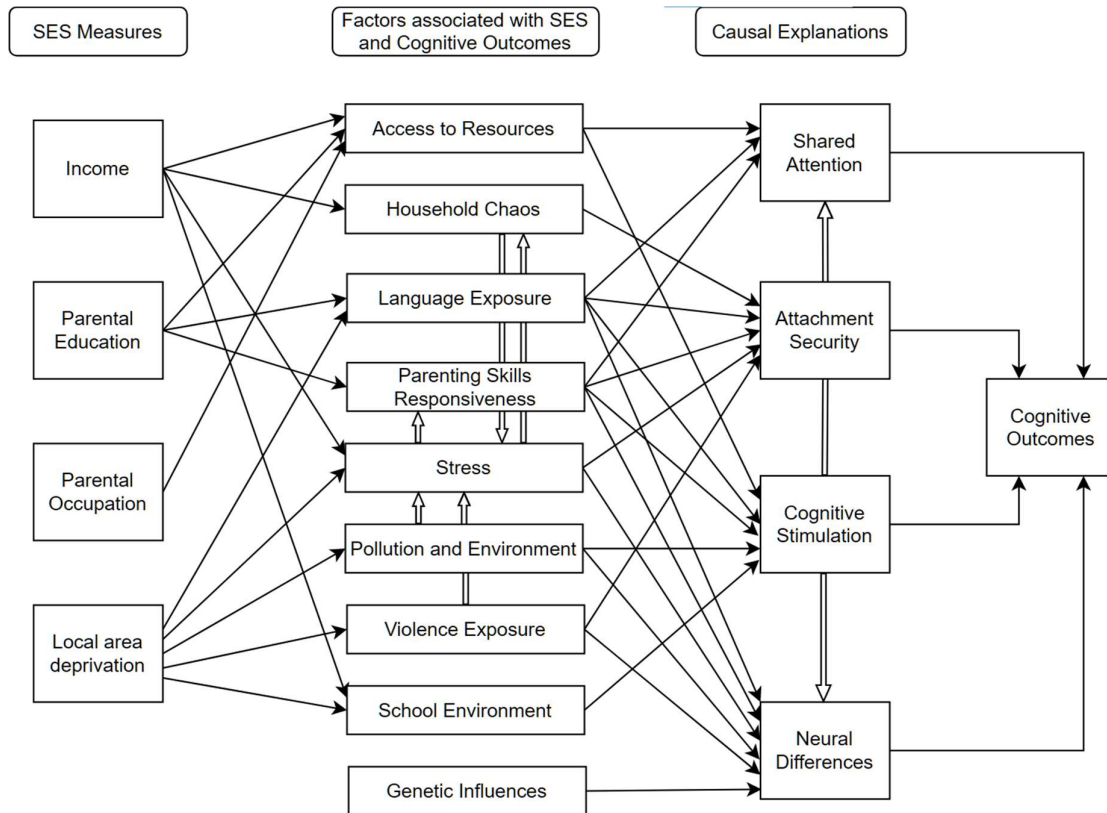 SES Measures
Factors associated with SES
and Cognitive Outcomes
Causal Explanations
Income
Parental
Education
Parental
Occupation
Local area
deprivation
Access to Resources
Household Chaos
Language Exposure
Parenting Skills
Responsiveness
Stress
Pollution and Environment
Violence Exposure
School Environment
Genetic Influences
Shared
Attention
Attachment
Security
Cognitive
Stimulation
Neural
Differences
Cognitive
Outcomes